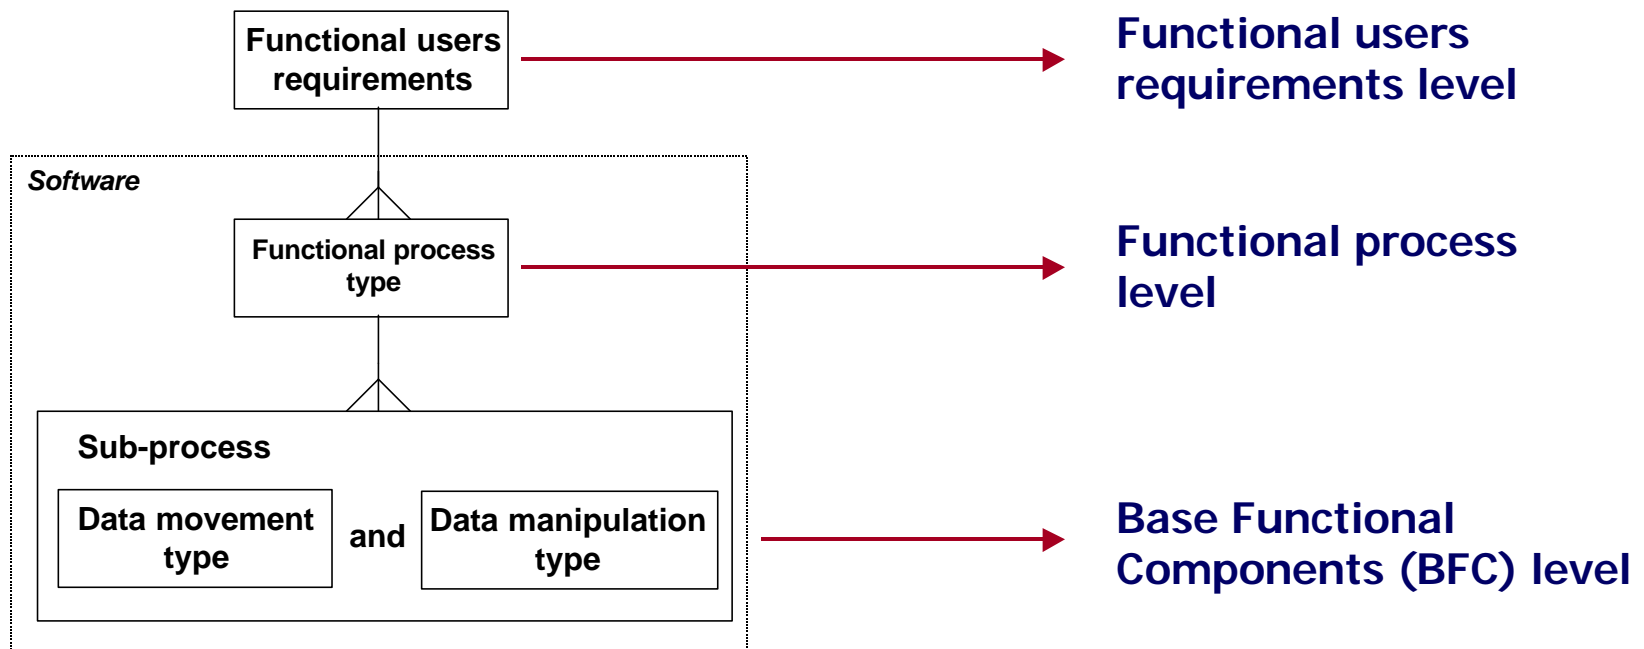 Functional users
requirements
Functional users
requirements level
Software
Functional process
type
Functional process
level
Sub-process
Data movement
type
and
Data manipulation
type
Base Functional
Components (BFC) level